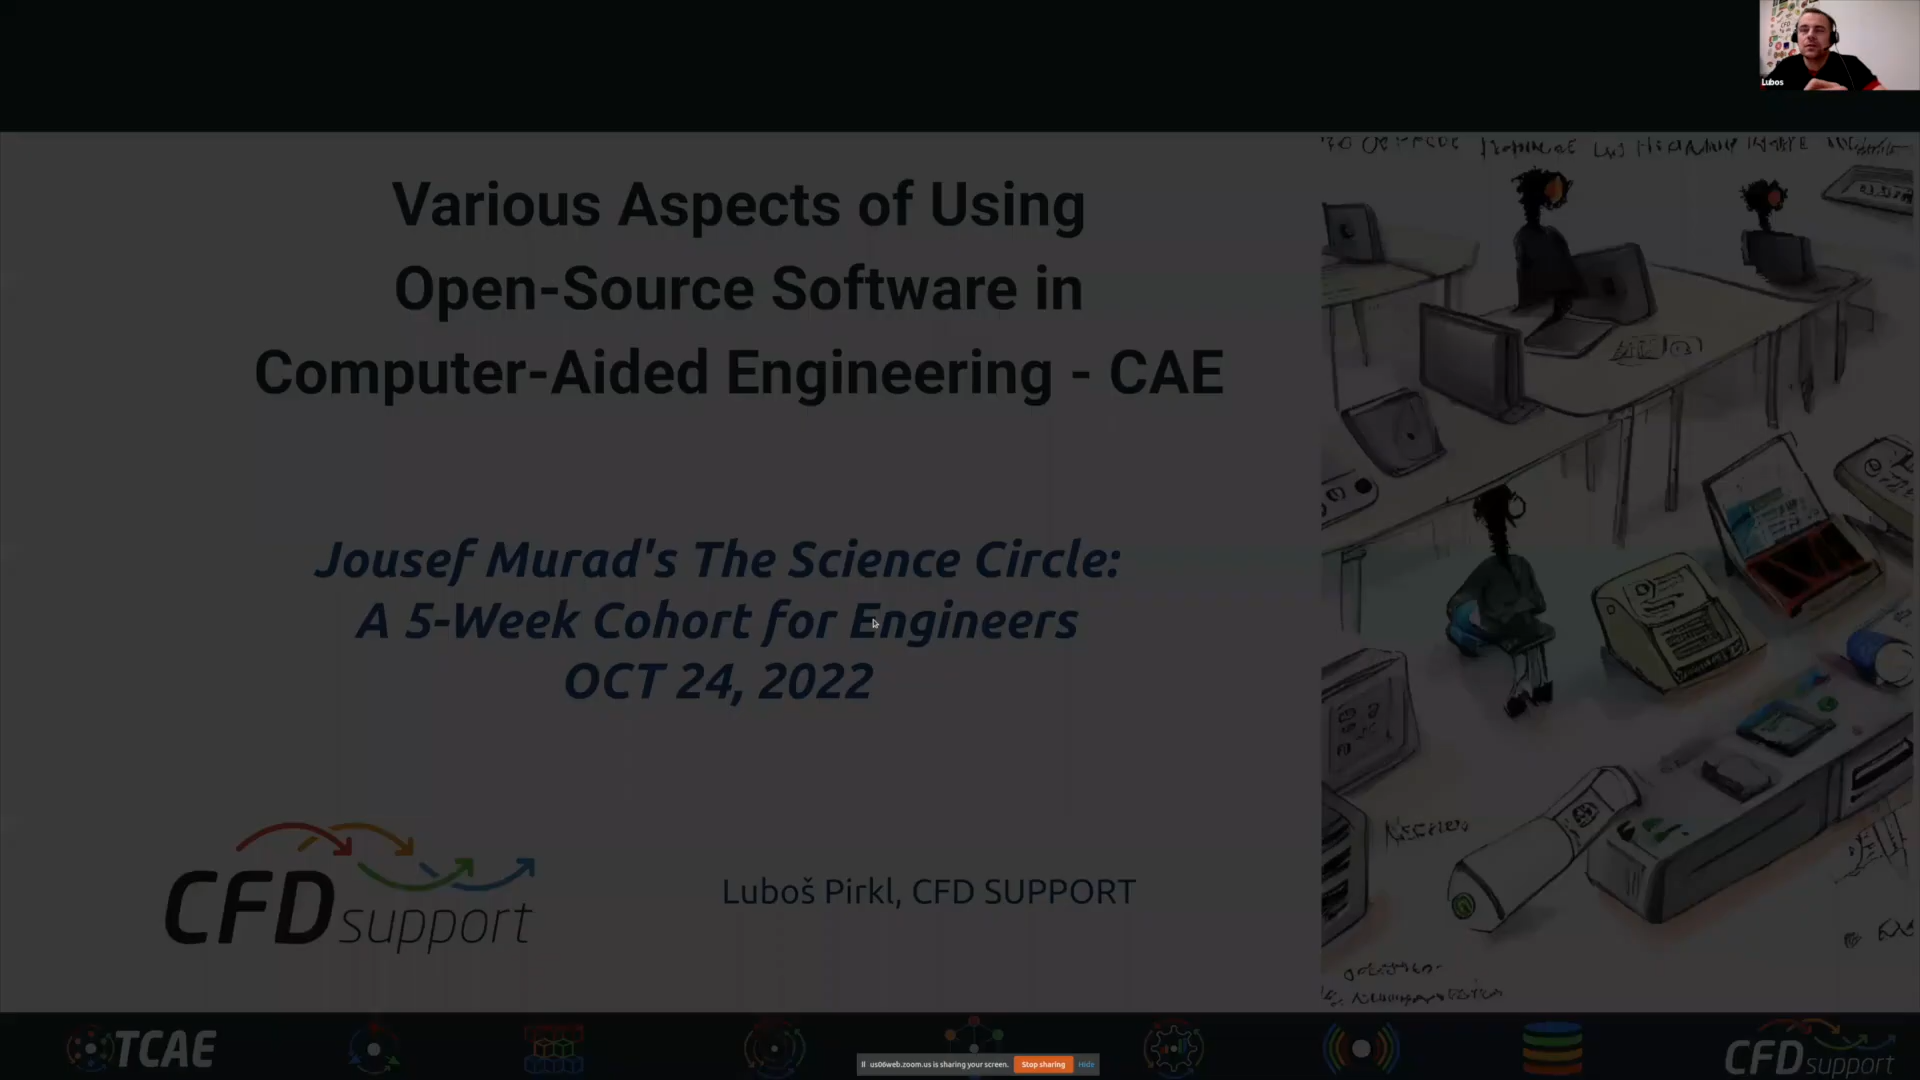 Lubos
Various Aspects of Using
Open-Source Software in
Computer-Aided Engineering - CAE
Jousef Murad's The Science Circle:
A 5-Week Cohort for Engineers
OCT 24, 2022
CFD support
Luboš Pirkl, CFD SUPPORT
TCAE
us06web.zoom.us is sharing your screen.
Stop sharing
Hide
CFD support